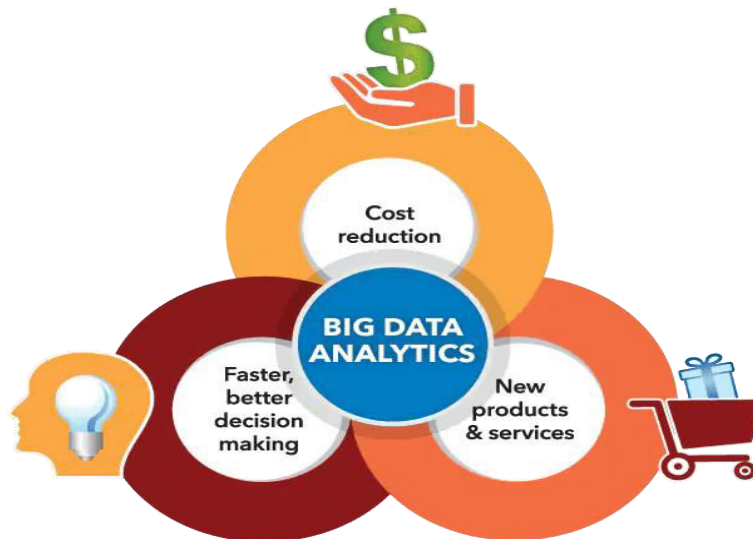 $
Cost
reduction
BIG DATA
ANALYTICS
Faster,
better
decision
making
New
products
& services